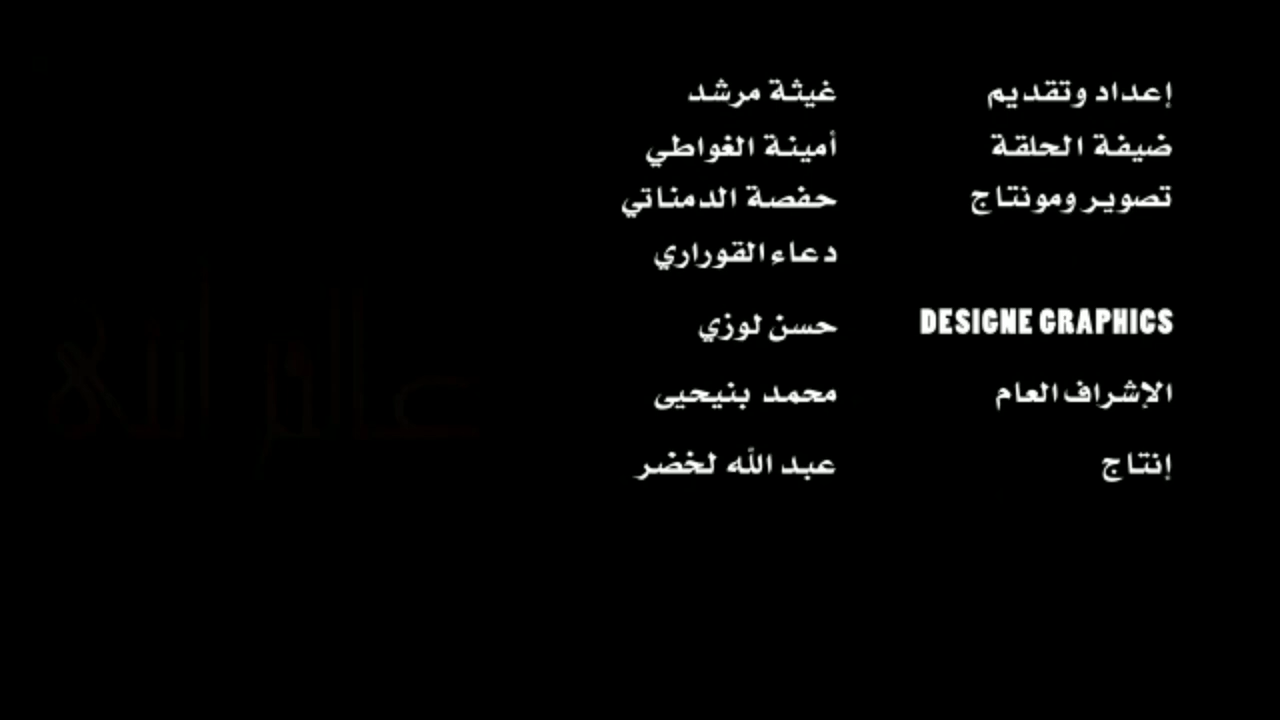 إعداد وتقديم غيثة مرشد
ضيفة الحلقة أمينة الغواطي
تصوير ومونتاج حفصة الدمناتي
دعاء القوراري
DESIGNE GRAPHICS حسن لوزي
الإشراف العام محمد بنيحيى
إنتاج عبد الله لخضر
عالم